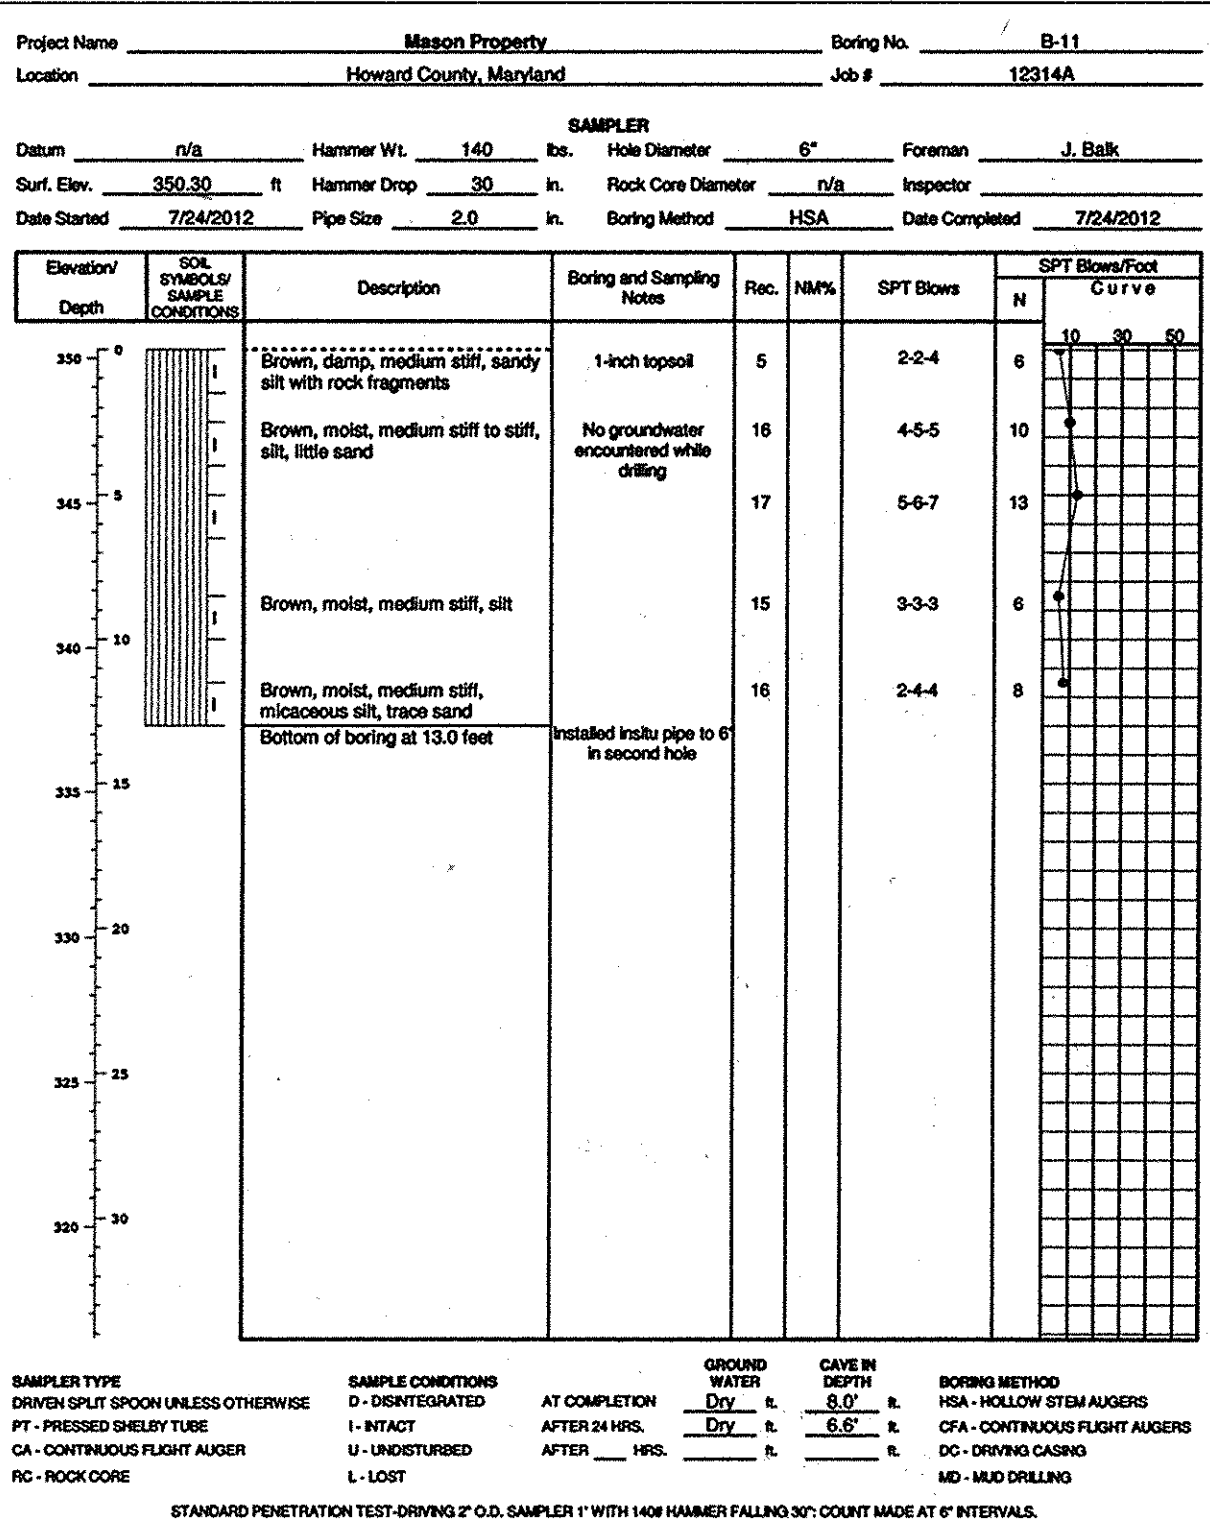 Project Name Mason Property Boring No. B-11
Location Howard County, Maryland Job # 12314A
SAMPLER
Datum n/a Hammer Wt. 140 lbs. Hole Diameter 6" Foreman J. Balk
Surf. Elev. 350.30 ft Hammer Drop 30 in. Rock Core Diameter n/a Inspector
Date Started 7/24/2012 Pipe Size 2.0 in. Boring Method HSA Date Completed 7/24/2012
Elevation/ Depth SOIL SYMBOLS/ SAMPLE CONDITIONS Description Boring and Sampling Notes Rec. NM% SPT Blows SPT Blows/Foot
N Curve
10 30 50
350 0 I Brown, damp, medium stiff, sandy 1-inch topsoil 5 2-2-4 6
silt with rock fragments
I Brown, moist, medium stiff to stiff, No groundwater 16 4-5-5 10
silt, little sand encountered while
drilling
345 5 I 17 5-6-7 13
I Brown, moist, medium stiff, silt 15 3-3-3 6
340 10
I Brown, moist, medium stiff, 16 2-4-4 8
micaceous silt, trace sand
Bottom of boring at 13.0 feet Installed insitu pipe to 6'
in second hole
335 15
330 20
325 25
320 30
GROUND CAVE IN
SAMPLER TYPE SAMPLE CONDITIONS WATER DEPTH BORING METHOD
DRIVEN SPLIT SPOON UNLESS OTHERWISE D - DISINTEGRATED AT COMPLETION Dry ft. 8.0' ft. HSA - HOLLOW STEM AUGERS
PT - PRESSED SHELBY TUBE I - INTACT AFTER 24 HRS. Dry ft. 6.6' ft. CFA - CONTINUOUS FLIGHT AUGERS
CA - CONTINUOUS FLIGHT AUGER U - UNDISTURBED AFTER ___ HRS. ft. ft. DC - DRIVING CASING
RC - ROCK CORE L - LOST MD - MUD DRILLING
STANDARD PENETRATION TEST-DRIVING 2" O.D. SAMPLER 1' WITH 140# HAMMER FALLING 30": COUNT MADE AT 6" INTERVALS.